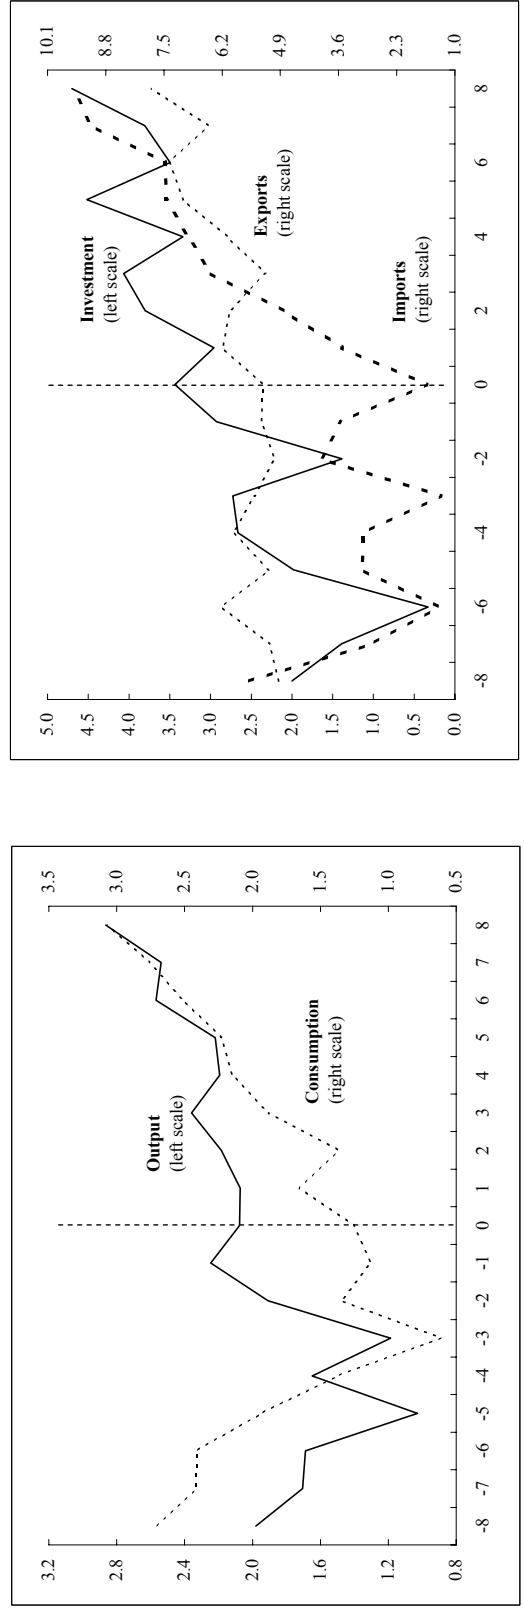 3.2
2.8
2.4
2.0
1.6
1.2
0.8
Output
(left scale)
Consumption
(right scale)
3.5
3.0
2.5
2.0
1.5
1.0
0.5
-8 -7 -6 -5 -4 -3 -2 -1 0 1 2 3 4 5 6 7 8
5.0
4.5
4.0
3.5
3.0
2.5
2.0
1.5
1.0
0.5
0.0
Investment
(left scale)
Exports
(right scale)
Imports
(right scale)
10.1
8.8
7.5
6.2
4.9
3.6
2.3
1.0
-8 -6 -4 -2 0 2 4 6 8